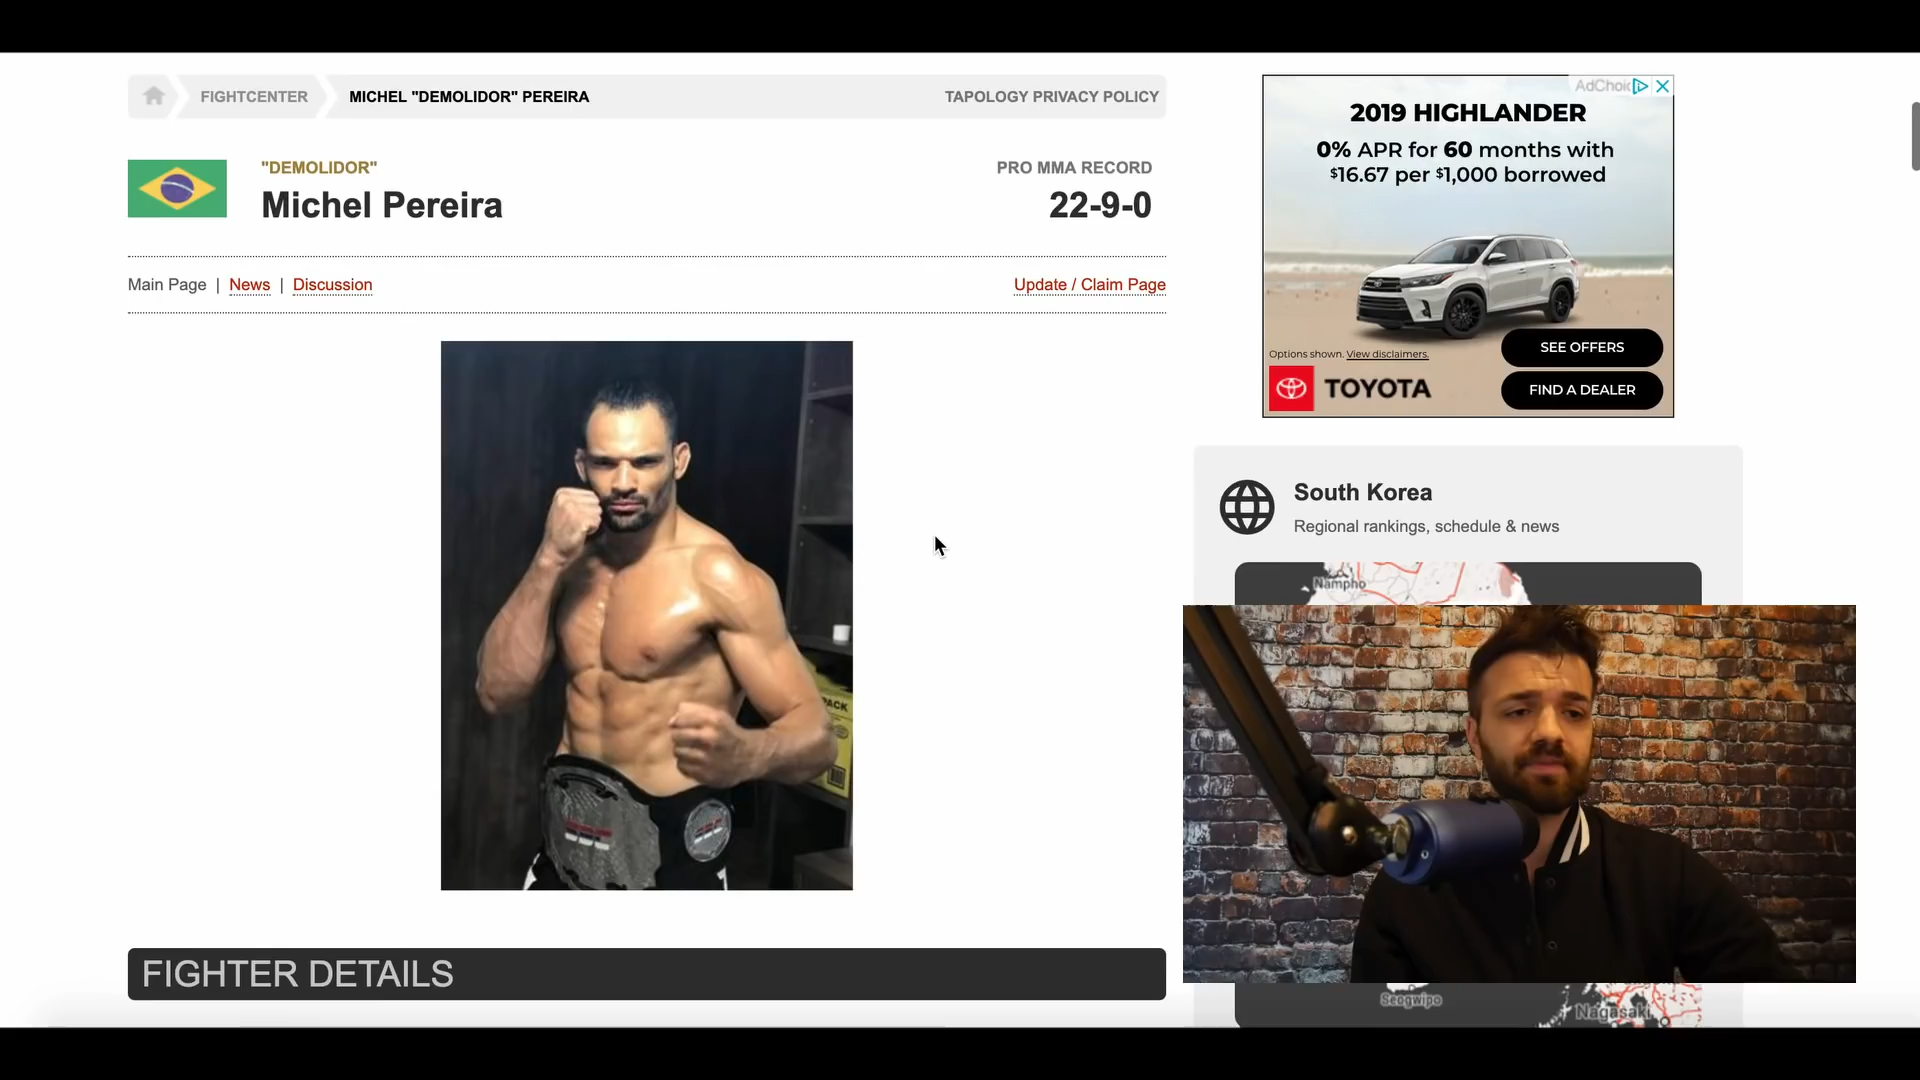 FIGHTCENTER
MICHEL "DEMOLIDOR" PEREIRA
TAPOLOGY PRIVACY POLICY
"DEMOLIDOR"
Michel Pereira
PRO MMA RECORD
22-9-0
Main Page | News | Discussion
Update / Claim Page
PACK
FIGHTER DETAILS
2019 HIGHLANDER
0% APR for 60 months with
$16.67 per $1,000 borrowed
Options shown. View disclaimers.
SEE OFFERS
TOYOTA
FIND A DEALER
South Korea
Regional rankings, schedule & news
Nampho
Seogwipo
Nagasaki